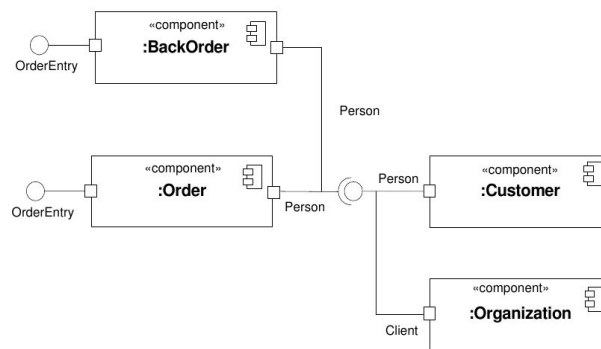 «component»
:BackOrder
OrderEntry
Person
«component»
:Order
Person
OrderEntry
Person
«component»
:Customer
«component»
:Organization
Client